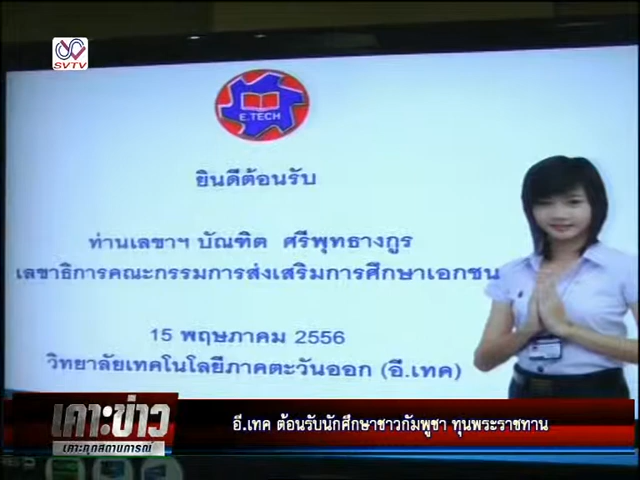 SVTV
E.TECH
ยินดีต้อนรับ
ท่านเลขาฯ บัณฑิต ศรีพุทธางกูร
เลขาธิการคณะกรรมการส่งเสริมการศึกษาเอกชน
15 พฤษภาคม 2556
วิทยาลัยเทคโนโลยีภาคตะวันออก (อี.เทค)
เคาะข่าว
เคาะทุกสถานการณ์
อี.เทค ต้อนรับนักศึกษาชาวกัมพูชา ทุนพระราชทาน